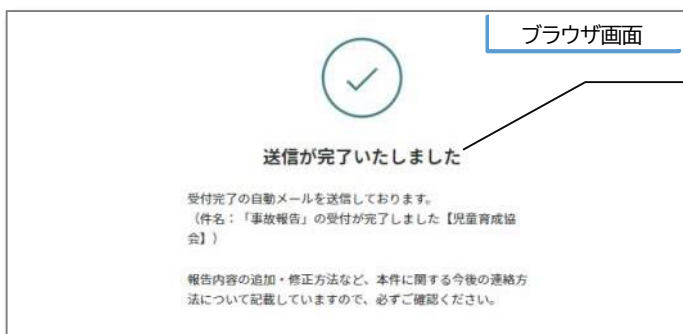 ブラウザ画面
送信が完了いたしました
受付完了の自動メールを送信しております。
（件名：「事故報告」の受付が完了しました【児童育成協
会】）
報告内容の追加・修正方法など、本件に関する今後の連絡方
法について記載していますので、必ずご確認ください。